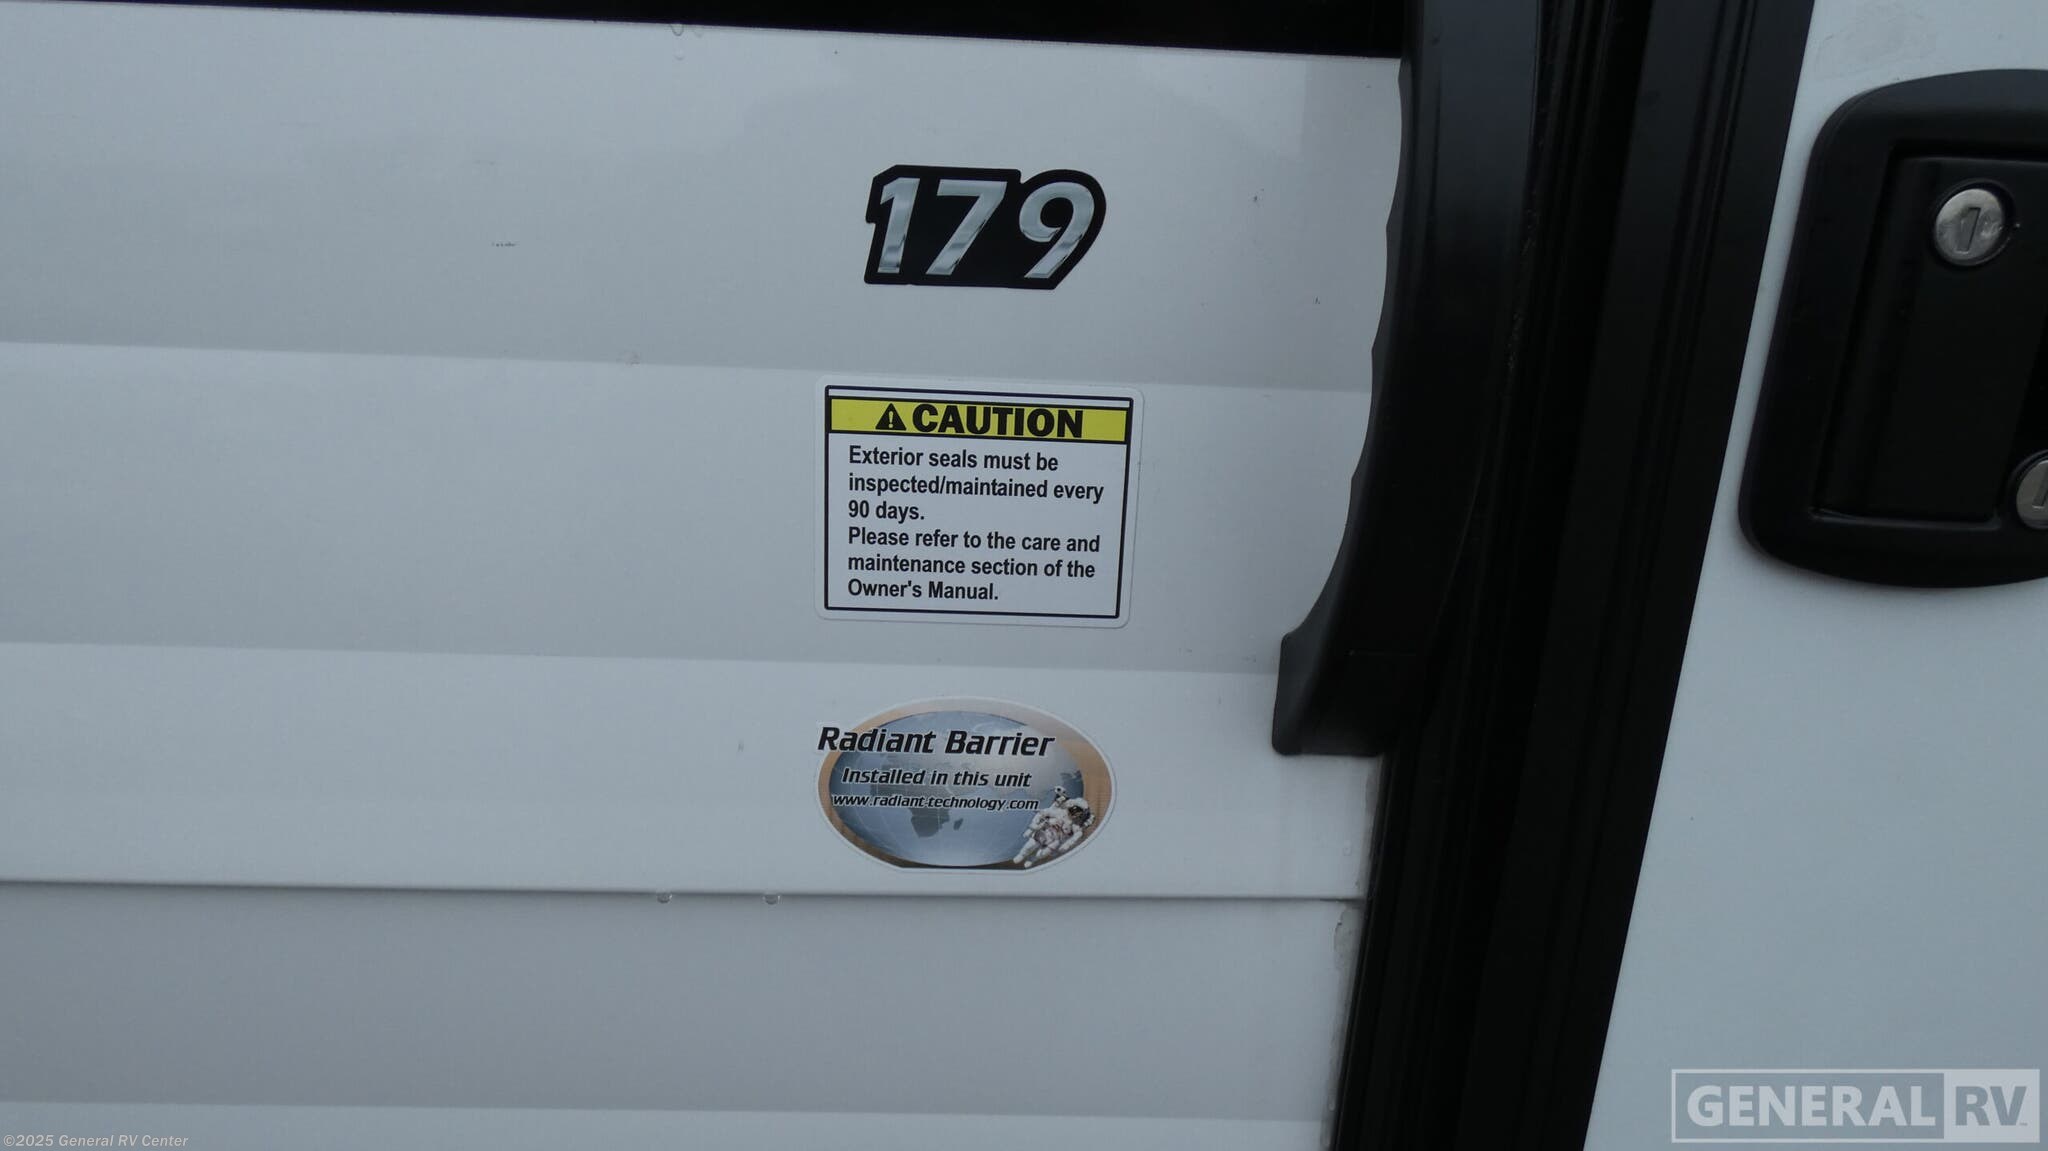 179
CAUTION
Exterior seals must be
inspected/maintained every
90 days.
Please refer to the care and
maintenance section of the
Owner's Manual.
Radiant Barrier
Installed in this unit
www.radiant-technology.com
GENERAL RV
©2025 General RV Center